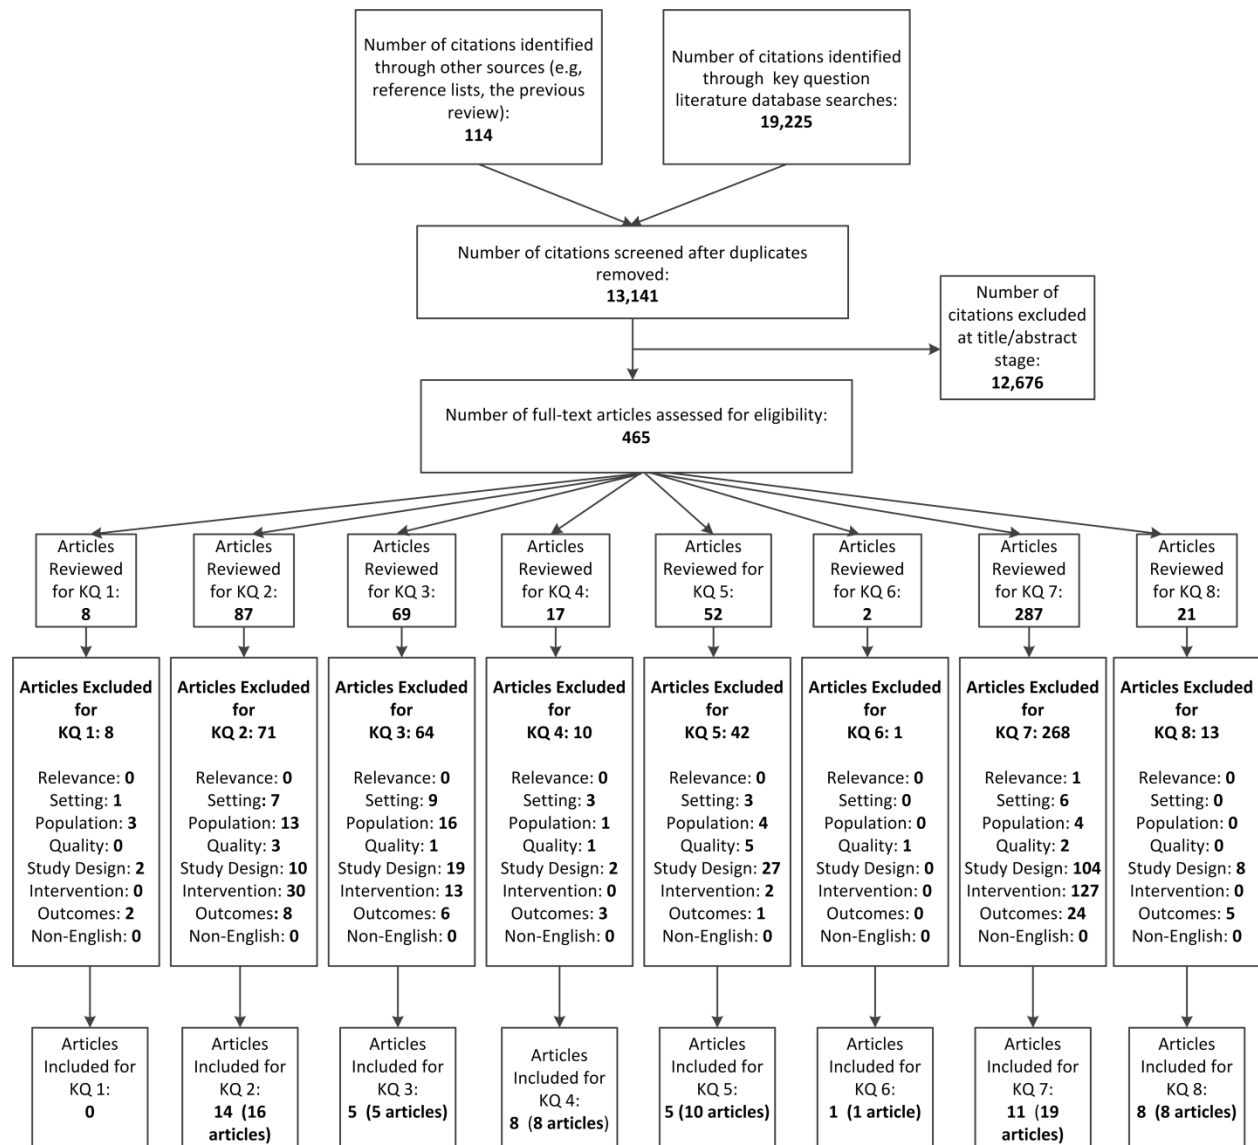 Number of citations identified
through other sources (e.g,
reference lists, the previous
review):
114
Number of citations identified
through  key question
literature database searches:
19,225
Number of citations screened after duplicates
removed:
13,141
Number of
citations excluded
at title/abstract
stage:
12,676
Number of full-text articles assessed for eligibility:
465
Articles
Reviewed
for KQ 1:
8
Articles
Reviewed
for KQ 2:
87
Articles
Reviewed
for KQ 3:
69
Articles
Reviewed
for KQ 4:
17
Articles
Reviewed for
KQ 5:
52
Articles
Reviewed
for KQ 6:
2
Articles
Reviewed
for KQ 7:
287
Articles
Reviewed
for KQ 8:
21
Articles Excluded
for
KQ 1: 8
Relevance: 0
Setting: 1
Population: 3
Quality: 0
Study Design: 2
Intervention: 0
Outcomes: 2
Non-English: 0
Articles Excluded
for
KQ 2: 71
Relevance: 0
Setting: 7
Population: 13
Quality: 3
Study Design: 10
Intervention: 30
Outcomes: 8
Non-English: 0
Articles Excluded
for
KQ 3: 64
Relevance: 0
Setting: 9
Population: 16
Quality: 1
Study Design: 19
Intervention: 13
Outcomes: 6
Non-English: 0
Articles Excluded
for
KQ 4: 10
Relevance: 0
Setting: 3
Population: 1
Quality: 1
Study Design: 2
Intervention: 0
Outcomes: 3
Non-English: 0
Articles Excluded
for
KQ 5: 42
Relevance: 0
Setting: 3
Population: 4
Quality: 5
Study Design: 27
Intervention: 2
Outcomes: 1
Non-English: 0
Articles Excluded
for
KQ 6: 1
Relevance: 0
Setting: 0
Population: 0
Quality: 1
Study Design: 0
Intervention: 0
Outcomes: 0
Non-English: 0
Articles Excluded
for
KQ 7: 268
Relevance: 1
Setting: 6
Population: 4
Quality: 2
Study Design: 104
Intervention: 127
Outcomes: 24
Non-English: 0
Articles Excluded
for
KQ 8: 13
Relevance: 0
Setting: 0
Population: 0
Quality: 0
Study Design: 8
Intervention: 0
Outcomes: 5
Non-English: 0
Articles
Included for
KQ 1:
0
Articles
Included for
KQ 2:
14  (16
articles)
Articles
Included for
KQ 3:
5  (5 articles)
Articles
Included for
KQ 4:
8  (8 articles)
Articles
Included for
KQ 5:
5 (10 articles)
Articles
Included for
KQ 6:
1  (1 article)
Articles
Included for
KQ 7:
11  (19
articles)
Articles
Included for
KQ 8:
8  (8 articles)